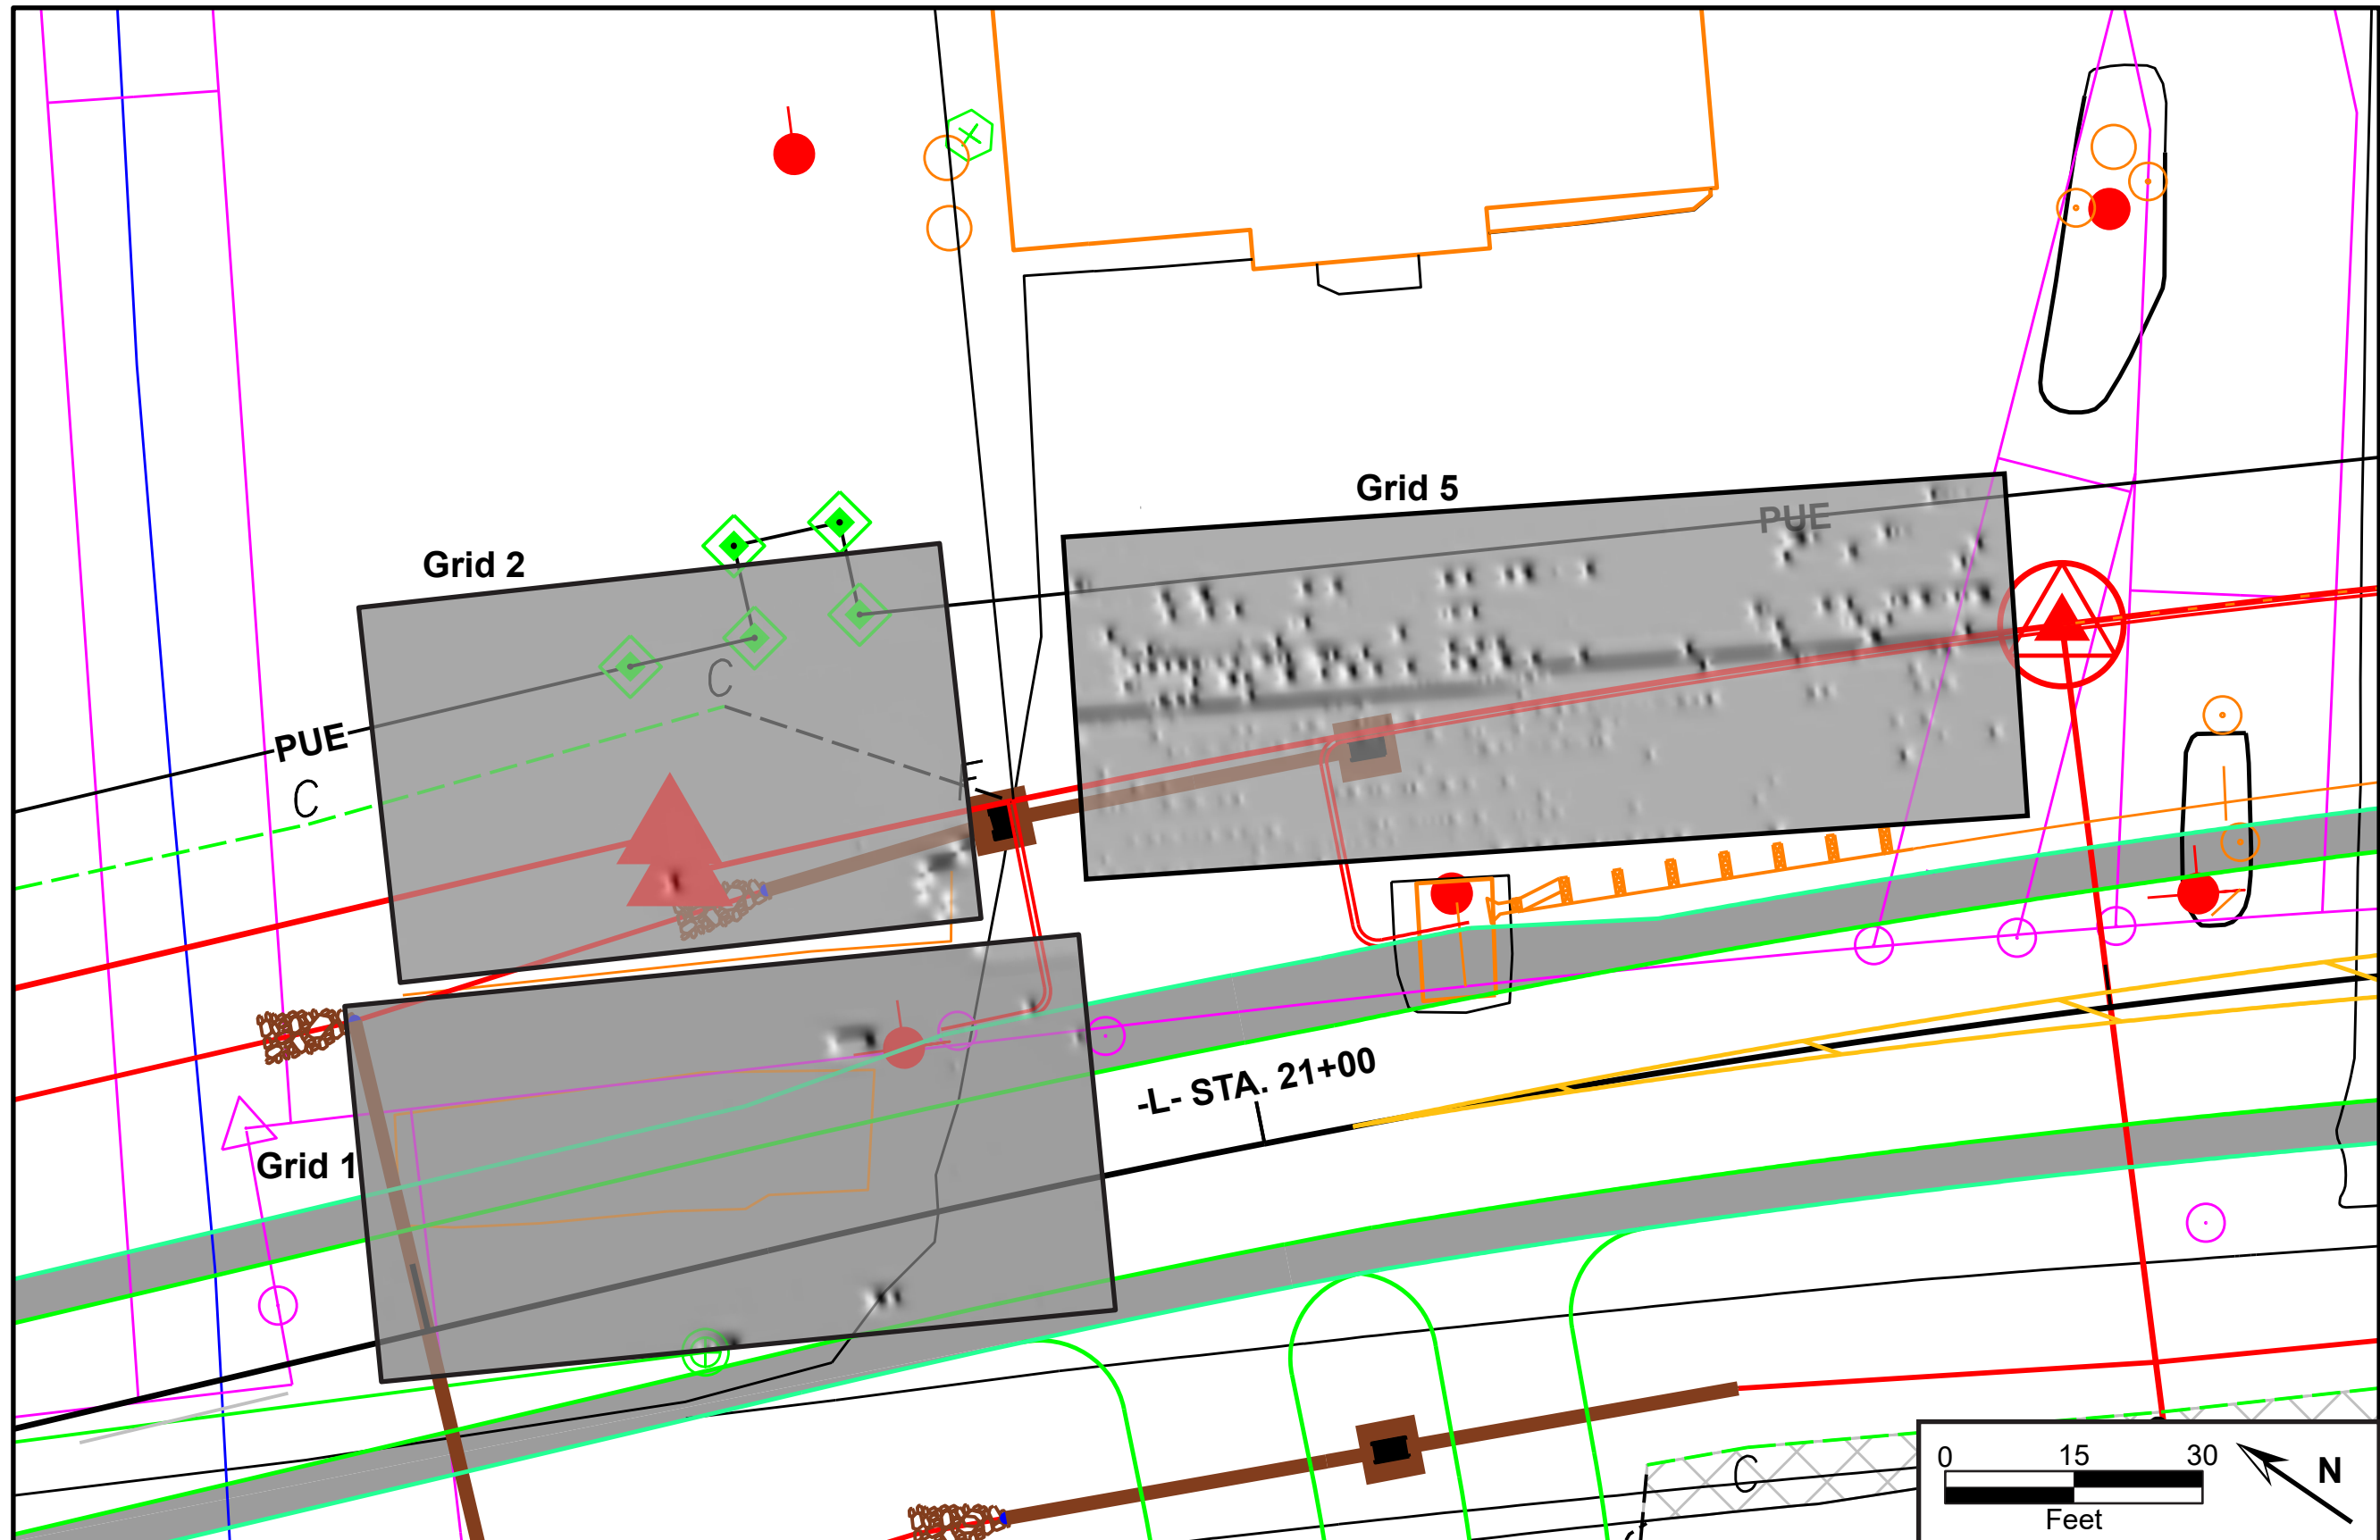 Grid 5
PUE
Grid 2
C
PUE
C
F
-L- STA. 21+00
Grid 1
C
0 15 30
Feet
N